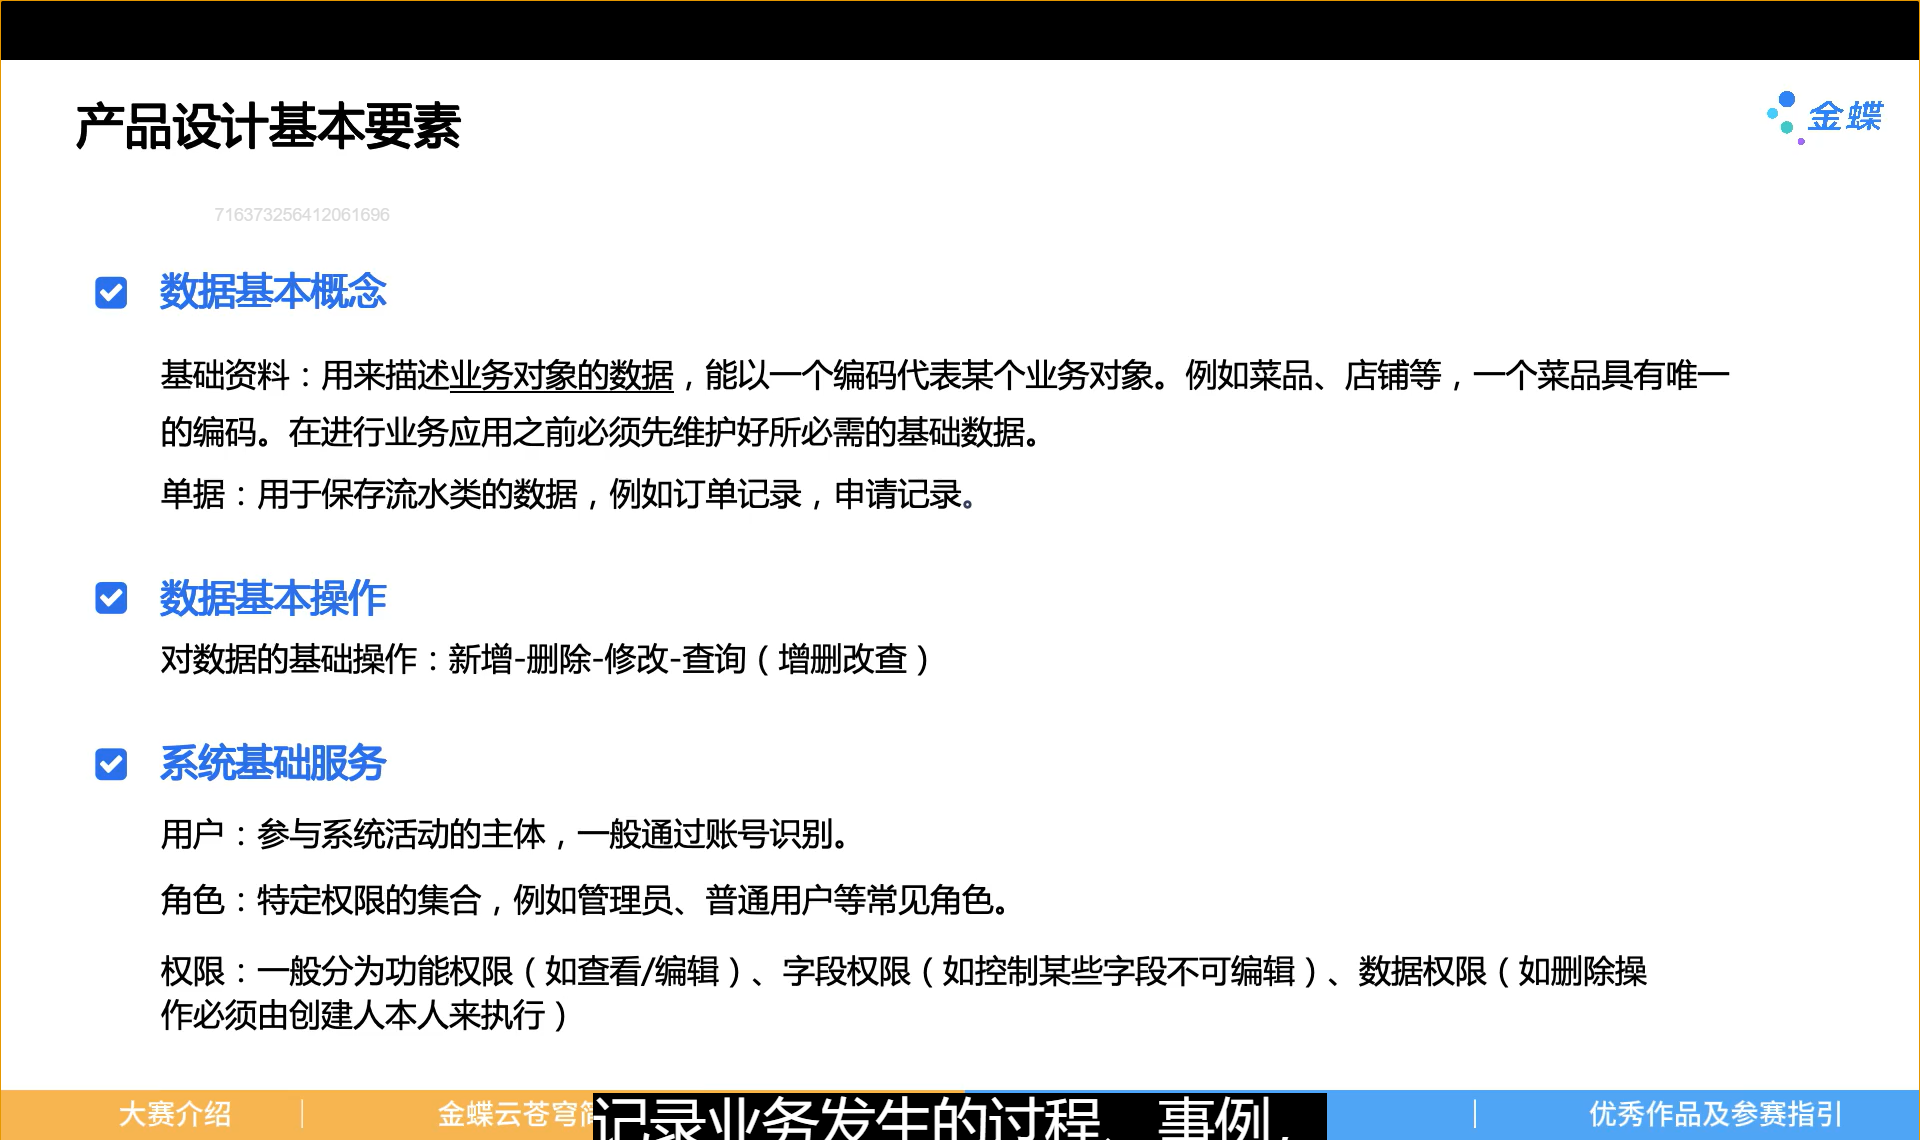 产品设计基本要素
金蝶
716373256412061696
数据基本概念
基础资料：用来描述业务对象的数据，能以一个编码代表某个业务对象。例如菜品、店铺等，一个菜品具有唯一
的编码。在进行业务应用之前必须先维护好所必需的基础数据。
单据：用于保存流水类的数据，例如订单记录，申请记录。
数据基本操作
对数据的基础操作：新增-删除-修改-查询（增删改查）
系统基础服务
用户：参与系统活动的主体，一般通过账号识别。
角色：特定权限的集合，例如管理员、普通用户等常见角色。
权限：一般分为功能权限（如查看/编辑）、字段权限（如控制某些字段不可编辑）、数据权限（如删除操
作必须由创建人本人来执行）
大赛介绍
金蝶云苍穹
记录业务发生的过程、事例，
优秀作品及参赛指引